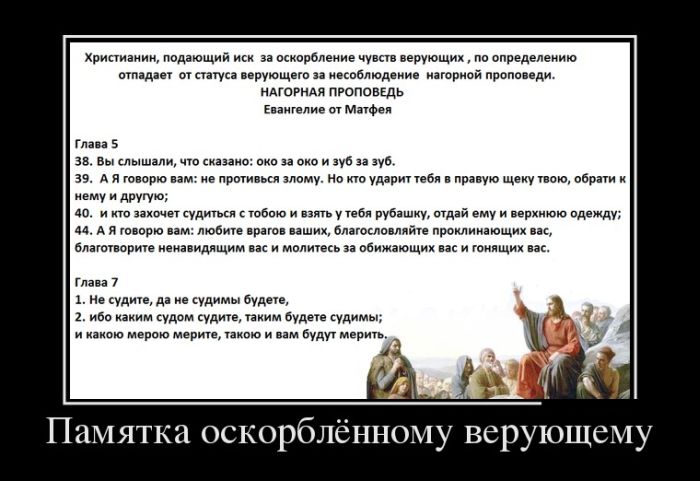 Христианин, подающий иск за оскорбление чувств верующих , по определению
отпадает от статуса верующего за несоблюдение нагорной проповеди.
НАГОРНАЯ ПРОПОВЕДЬ
Евангелие от Матфея
Глава 5
38. Вы слышали, что сказано: око за око и зуб за зуб.
39. А Я говорю вам: не противься злому. Но кто ударит тебя в правую щеку твою, обрати к
нему и другую;
40. и кто захочет судиться с тобою и взять у тебя рубашку, отдай ему и верхнюю одежду;
44. А Я говорю вам: любите врагов ваших, благословляйте проклинающих вас,
благотворите ненавидящим вас и молитесь за обижающих вас и гонящих вас.
Глава 7
1. Не судите, да не судимы будете,
2. ибо каким судом судите, таким будете судимы;
и какою мерою мерите, такою и вам будут мерить.
Памятка оскорблённому верующему